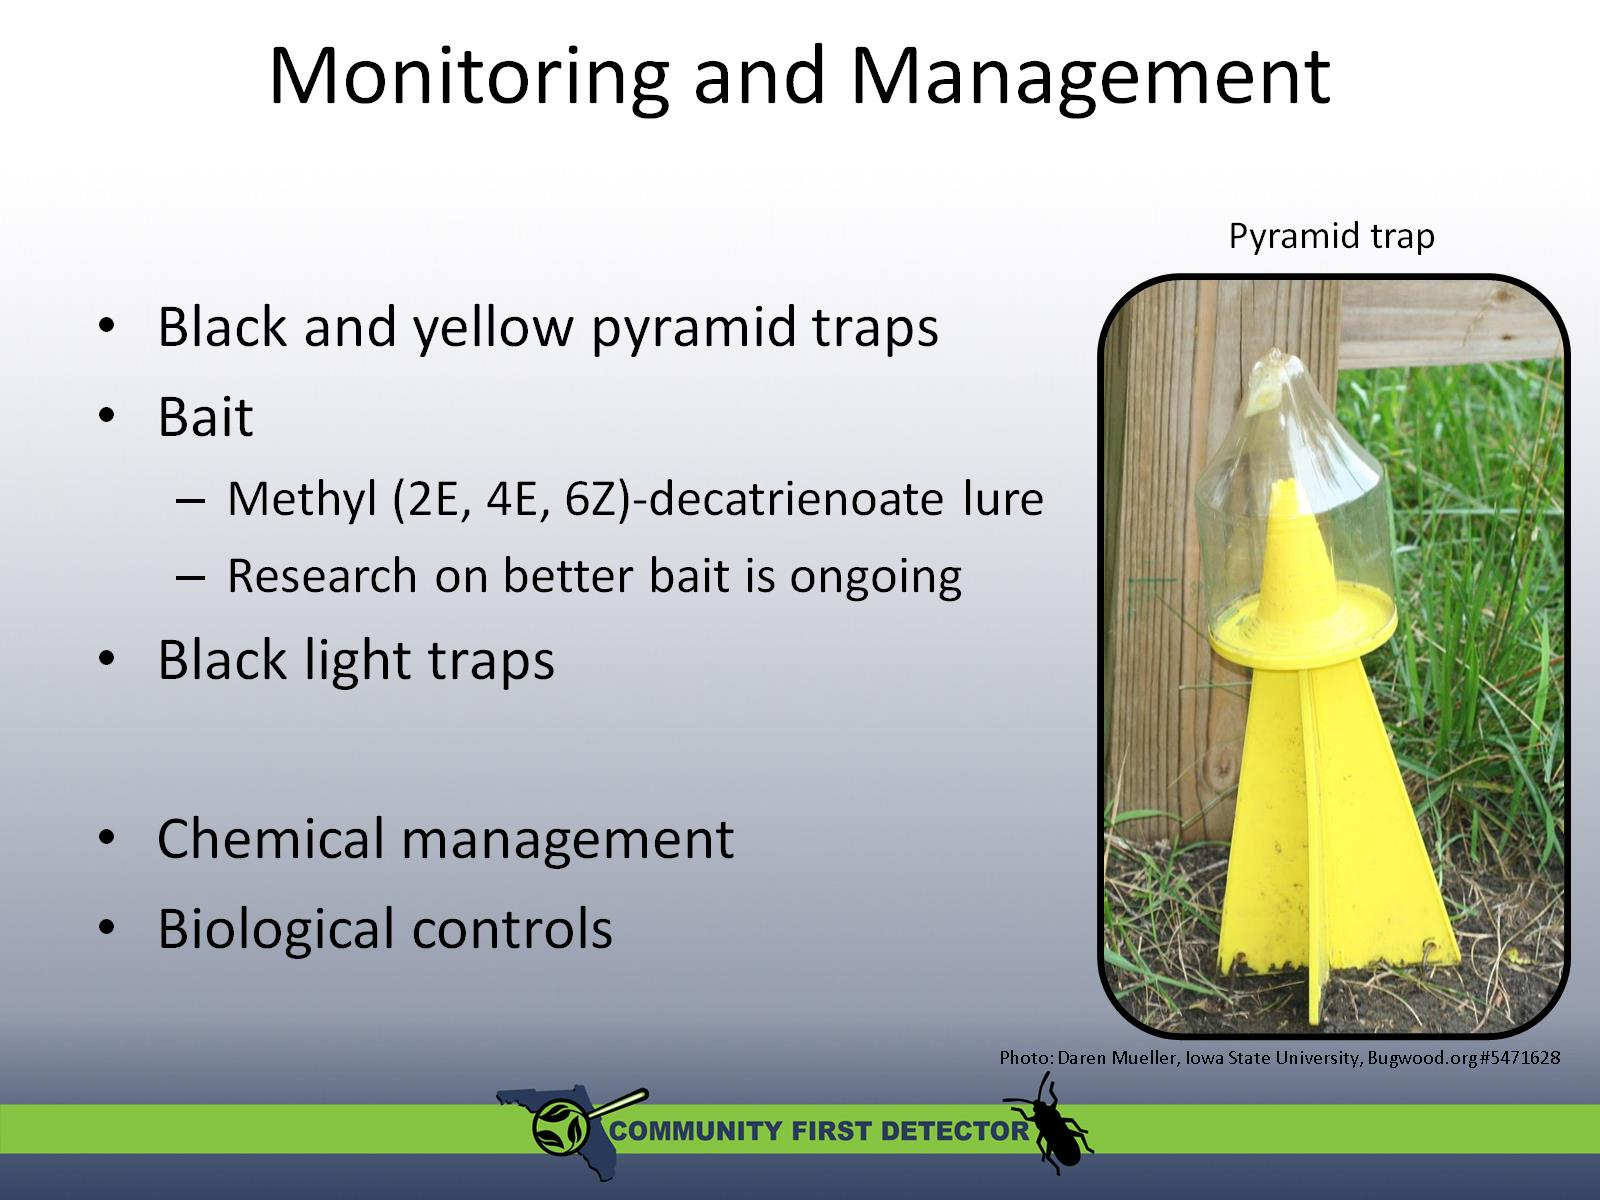 Monitoring and Management
Pyramid trap
• Black and yellow pyramid traps
• Bait
– Methyl (2E, 4E, 6Z)-decatrienoate lure
– Research on better bait is ongoing
• Black light traps
• Chemical management
• Biological controls
Photo: Daren Mueller, Iowa State University, Bugwood.org#5471628
COMMUNITY FIRST DETECTOR